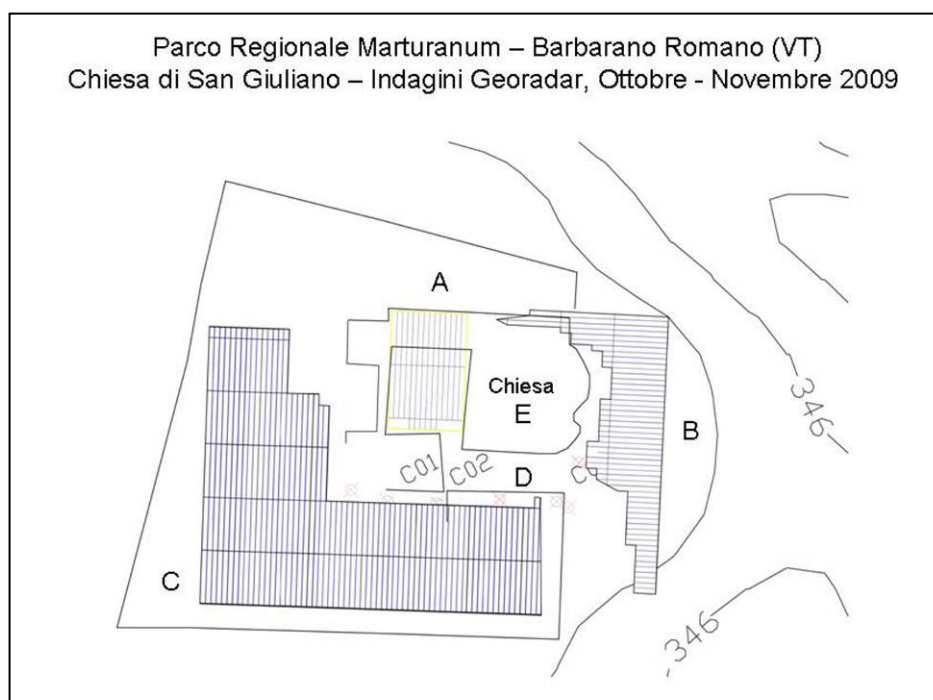 Parco Regionale Marturanum – Barbarano Romano (VT)
Chiesa di San Giuliano – Indagini Georadar, Ottobre - Novembre 2009
A
Chiesa
E
B
346
C01
C02
D
C
346